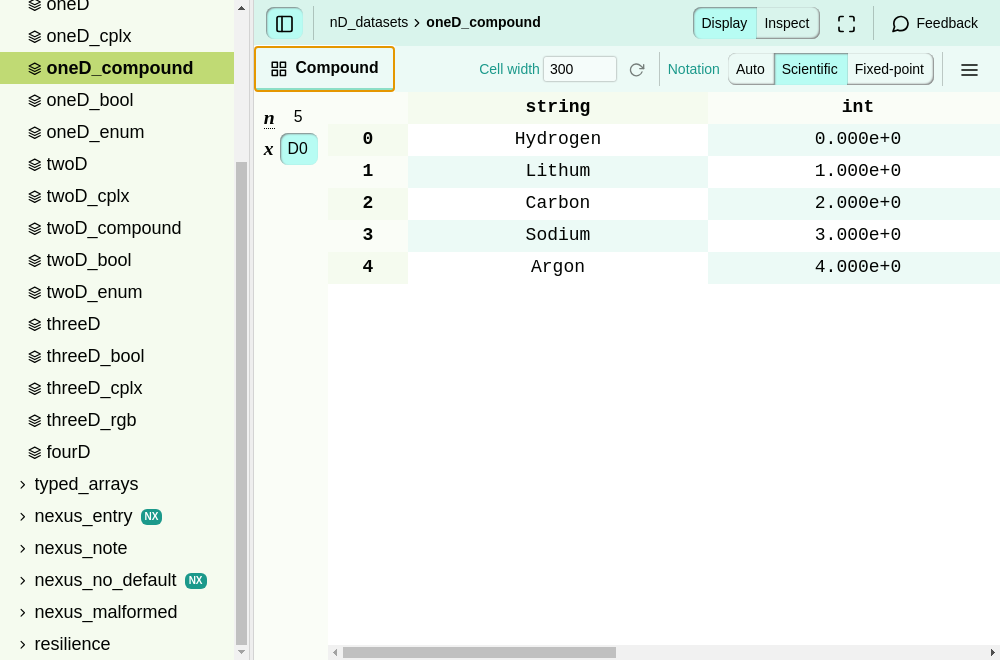 oneD
oneD_cplx
oneD_compound
oneD_bool
oneD_enum
twoD
twoD_cplx
twoD_compound
twoD_bool
twoD_enum
threeD
threeD_bool
threeD_cplx
threeD_rgb
fourD
typed_arrays
nexus_entry NX
nexus_note
nexus_no_default NX
nexus_malformed
resilience
nD_datasets > oneD_compound
Display Inspect Feedback
Compound
Cell width 300 Notation Auto Scientific Fixed-point
n 5
x D0
string int
0 Hydrogen 0.000e+0
1 Lithum 1.000e+0
2 Carbon 2.000e+0
3 Sodium 3.000e+0
4 Argon 4.000e+0